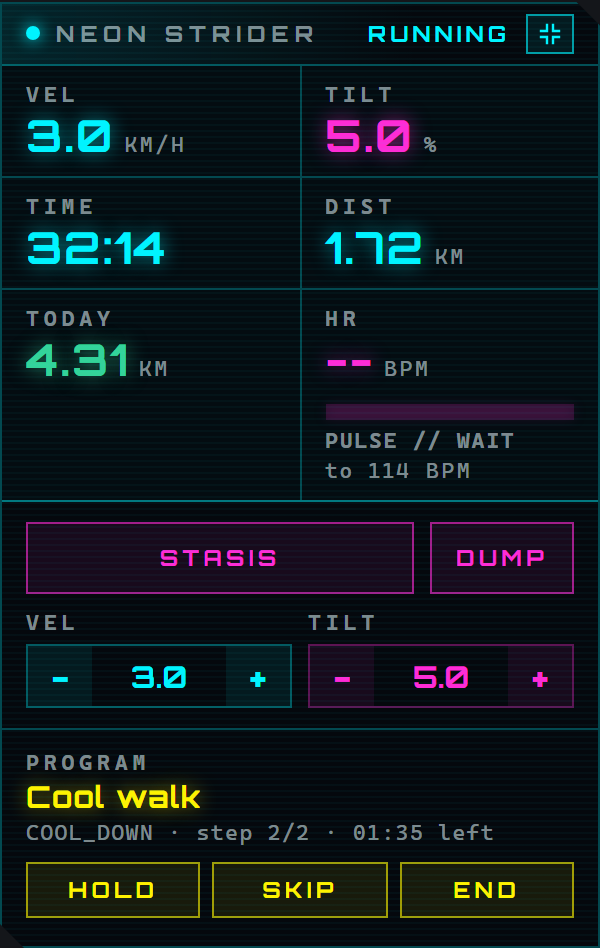 NEON STRIDER RUNNING
VEL
3.0 KM/H
TILT
5.0 %
TIME
32:14
DIST
1.72 KM
TODAY
4.31 KM
HR
-- BPM
PULSE // WAIT
to 114 BPM
STASIS DUMP
VEL TILT
- 3.0 + - 5.0 +
PROGRAM
Cool walk
COOL_DOWN · step 2/2 · 01:35 left
HOLD SKIP END